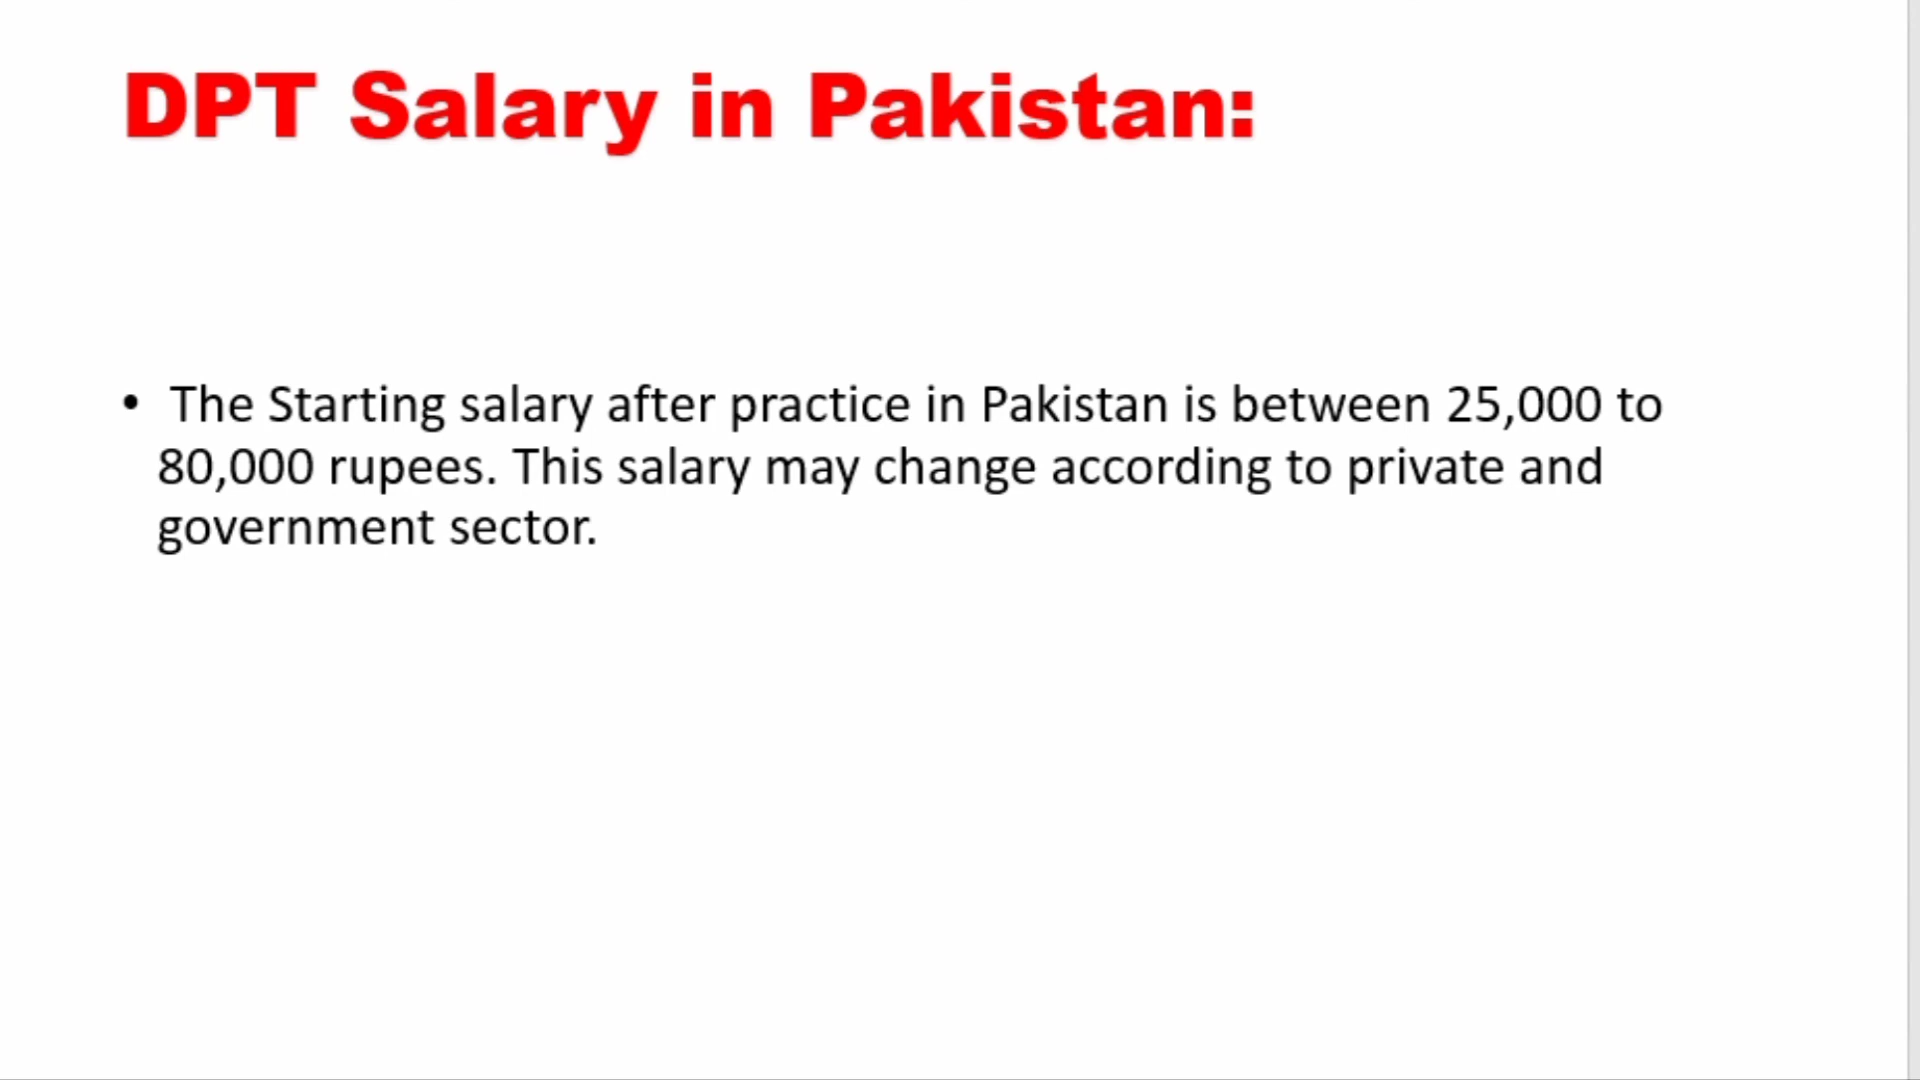 DPT Salary in Pakistan:
• The Starting salary after practice in Pakistan is between 25,000 to
80,000 rupees. This salary may change according to private and
government sector.